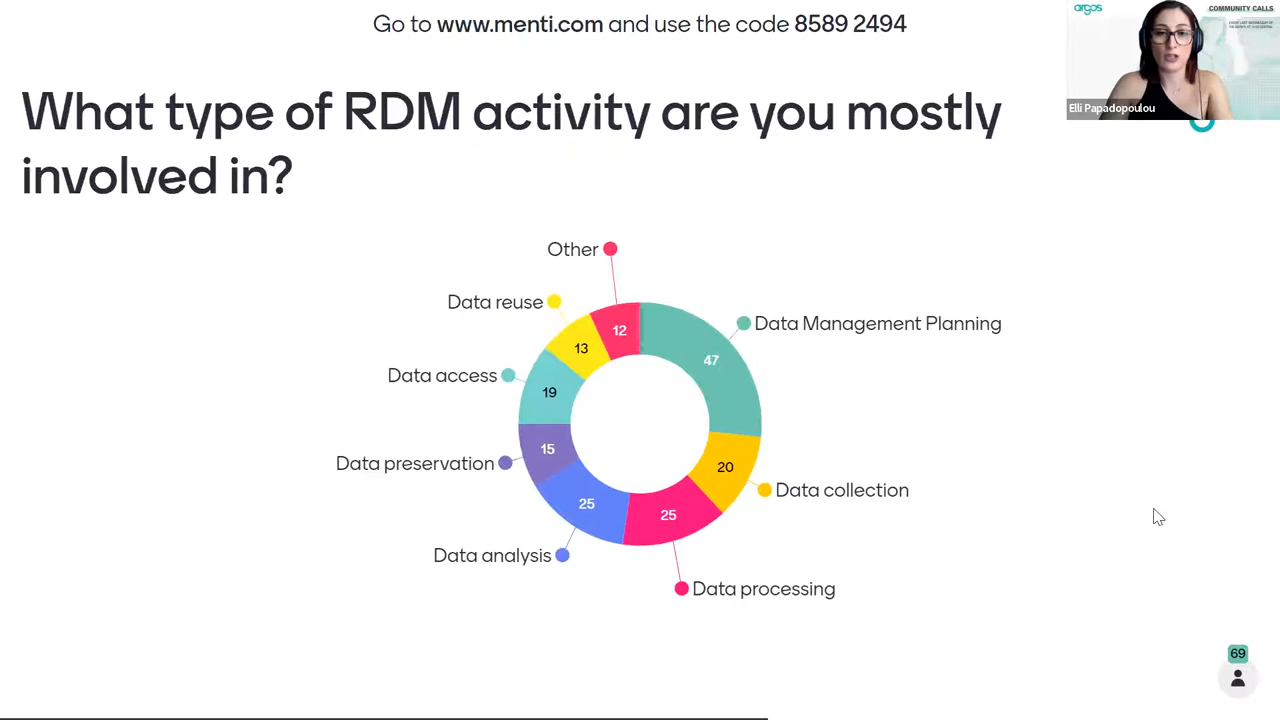 Go to www.menti.com and use the code 8589 2494
argos
COMMUNITY CALLS
Elli Papadopoulou
What type of RDM activity are you mostly
involved in?
Other
Data reuse
12
Data Management Planning
13
47
Data access
19
15
Data preservation
20
Data collection
25
25
Data analysis
Data processing
69